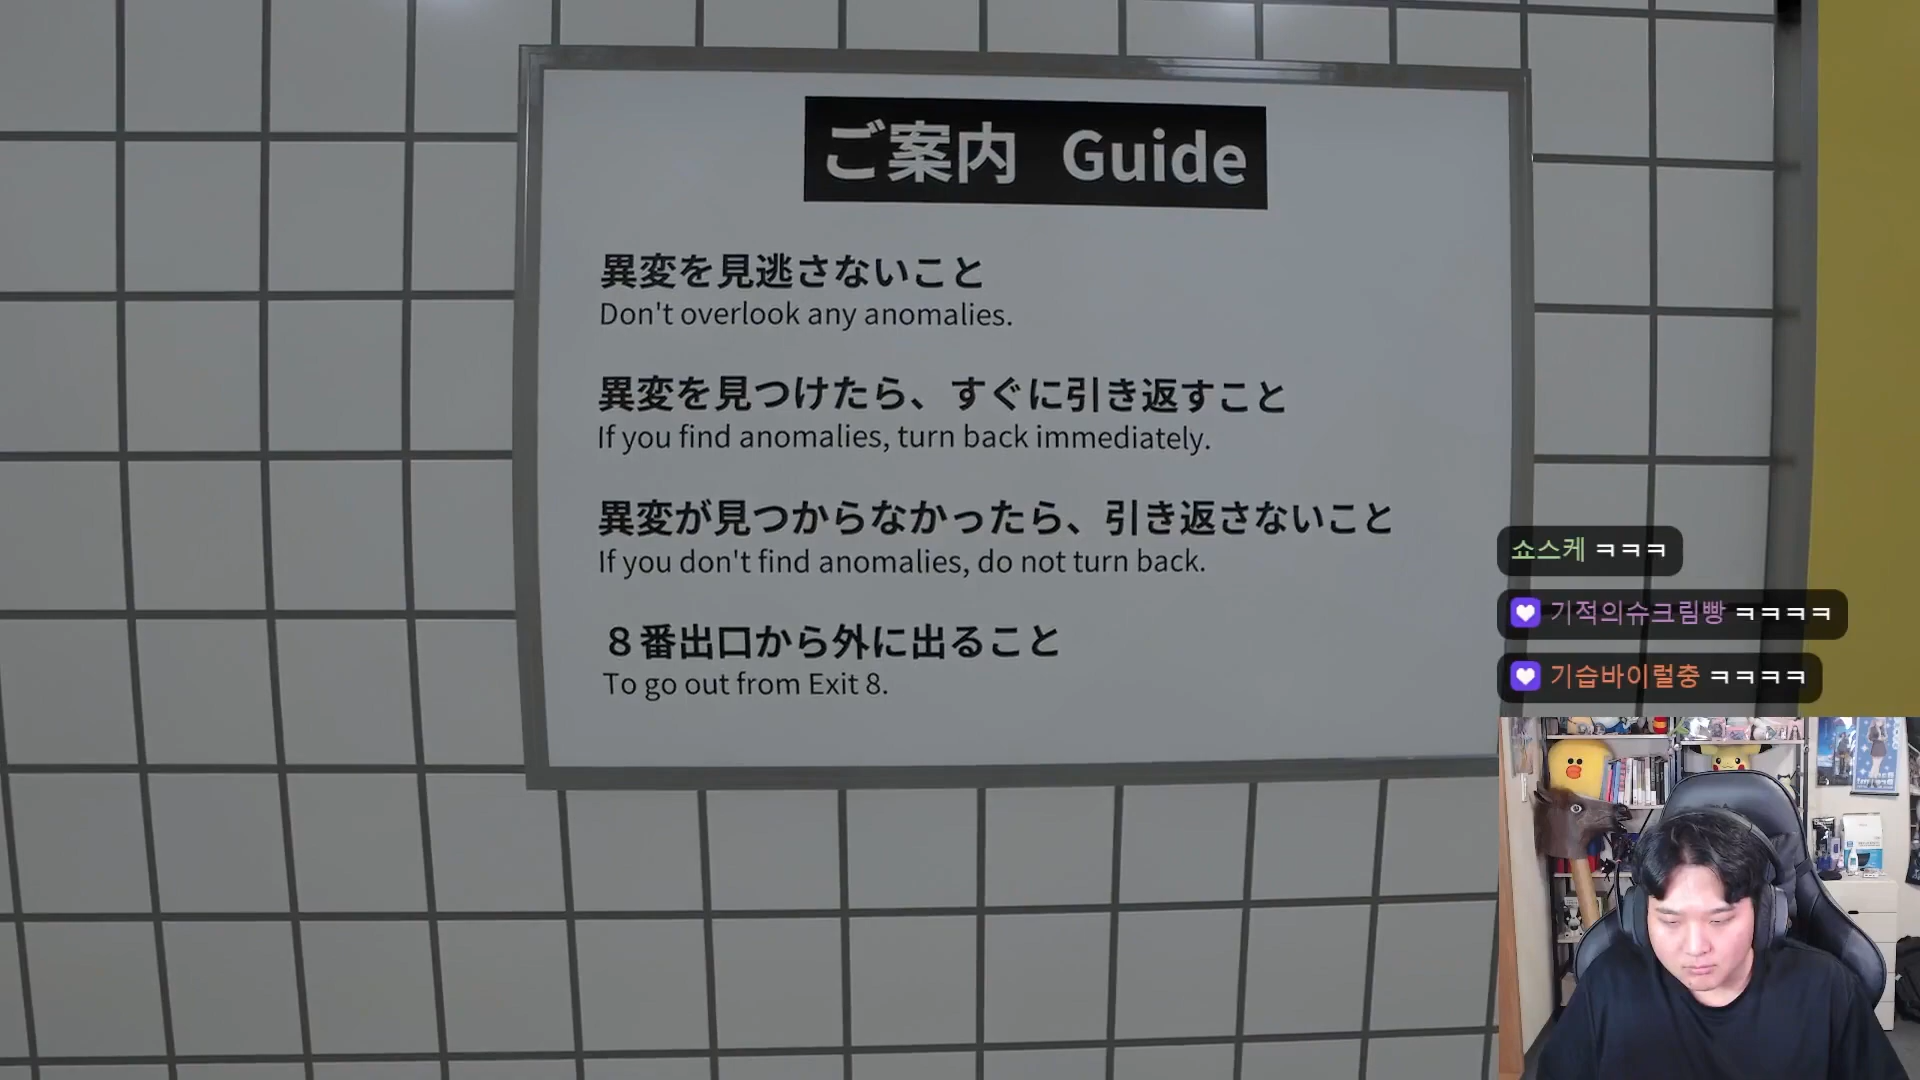 ご案内 Guide
異変を見逃さないこと
Don't overlook any anomalies.
異変を見つけたら、すぐに引き返すこと
If you find anomalies, turn back immediately.
異変が見つからなかったら、引き返さないこと
If you don't find anomalies, do not turn back.
8番出口から外に出ること
To go out from Exit 8.
쇼스케 ㅋㅋㅋ
기적의슈크림빵 ㅋㅋㅋㅋ
기습바이럴충 ㅋㅋㅋㅋ